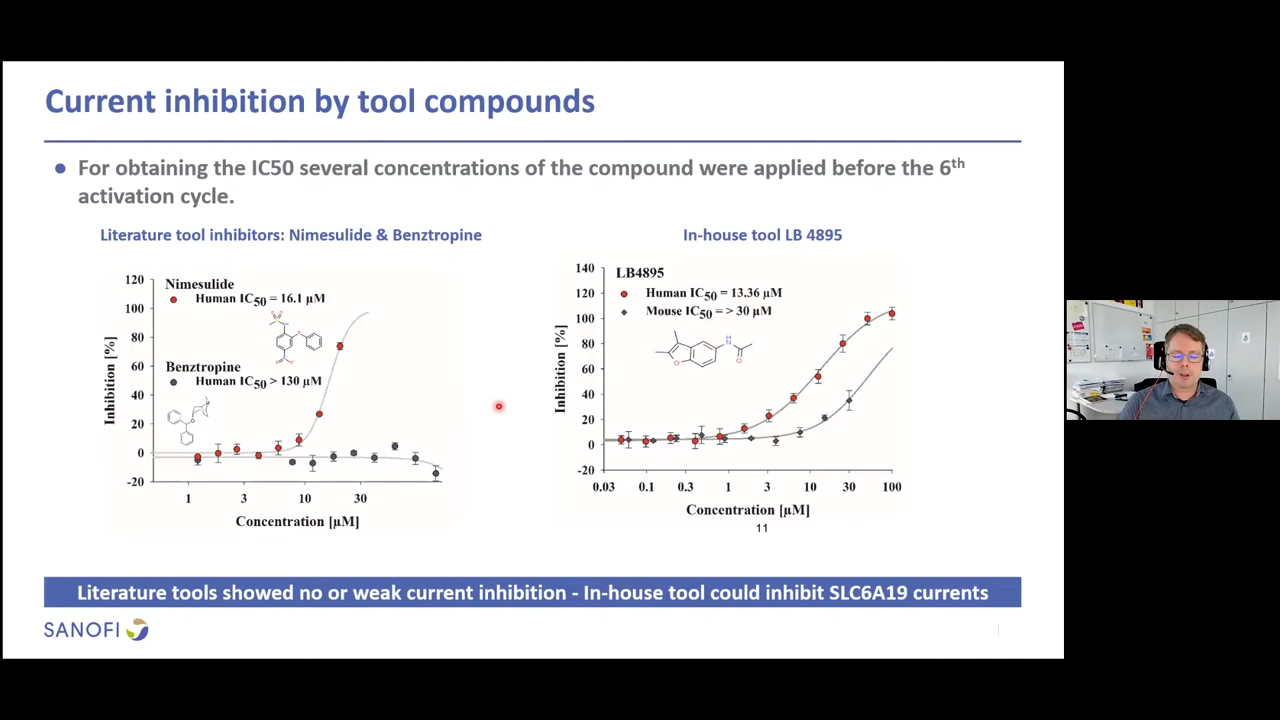 Current inhibition by tool compounds
● For obtaining the IC50 several concentrations of the compound were applied before the 6th
activation cycle.
Literature tool inhibitors: Nimesulide & Benztropine
In-house tool LB 4895
Inhibition [%]
120
100
80
60
40
20
0
-20
Nimesulide
Human IC50 = 16.1 µM
Benztropine
Human IC50 > 130 µM
1 3 10 30
Concentration [µM]
Inhibition [%]
140
120
100
80
60
40
20
0
-20
LB4895
Human IC50 = 13.36 µM
Mouse IC50 = > 30 µM
0.03 0.1 0.3 1 3 10 30 100
Concentration [µM]
11
Literature tools showed no or weak current inhibition - In-house tool could inhibit SLC6A19 currents
SANOFI